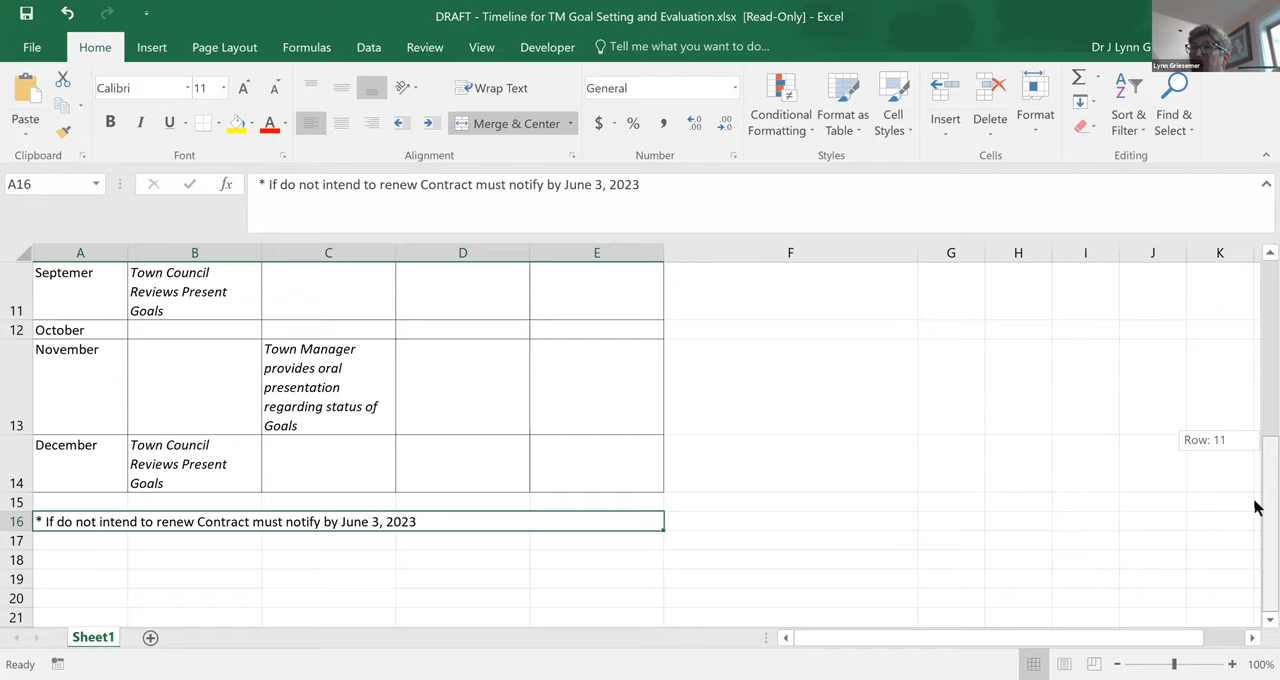 DRAFT - Timeline for TM Goal Setting and Evaluation.xlsx [Read-Only] - Excel
File Home Insert Page Layout Formulas Data Review View Developer Tell me what you want to do... Dr J Lynn G
Lynn Griesemer
Calibri 11 A A Wrap Text General
Paste B I U A Merge & Center $ % , Conditional Formatting Format as Table Cell Styles Insert Delete Format Sort & Filter Find & Select
Clipboard Font Alignment Number Styles Cells Editing
A16 fx * If do not intend to renew Contract must notify by June 3, 2023
A B C D E F G H I J K
11 Septemer Town Council Reviews Present Goals
12 October
13 November Town Manager provides oral presentation regarding status of Goals
Row: 11
14 December Town Council Reviews Present Goals
15
16 * If do not intend to renew Contract must notify by June 3, 2023
17
18
19
20
21
Sheet1
Ready 100%